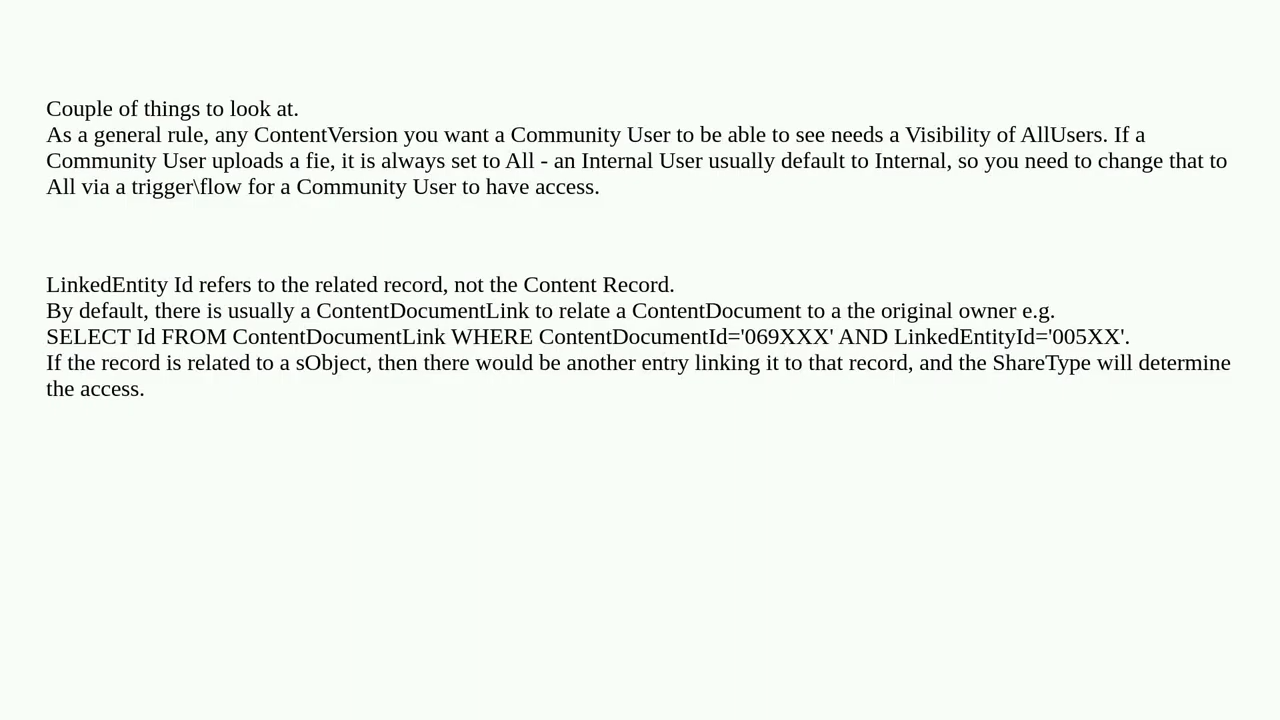 Couple of things to look at.
As a general rule, any ContentVersion you want a Community User to be able to see needs a Visibility of AllUsers. If a
Community User uploads a fie, it is always set to All - an Internal User usually default to Internal, so you need to change that to
All via a trigger\flow for a Community User to have access.
LinkedEntity Id refers to the related record, not the Content Record.
By default, there is usually a ContentDocumentLink to relate a ContentDocument to a the original owner e.g.
SELECT Id FROM ContentDocumentLink WHERE ContentDocumentId='069XXX' AND LinkedEntityId='005XX'.
If the record is related to a sObject, then there would be another entry linking it to that record, and the ShareType will determine
the access.